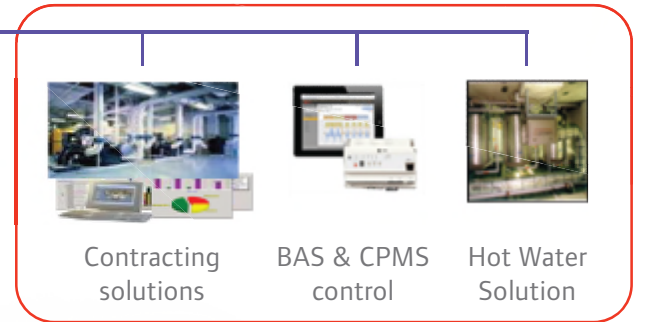 Contracting
solutions
BAS & CPMS
control
Hot Water
Solution